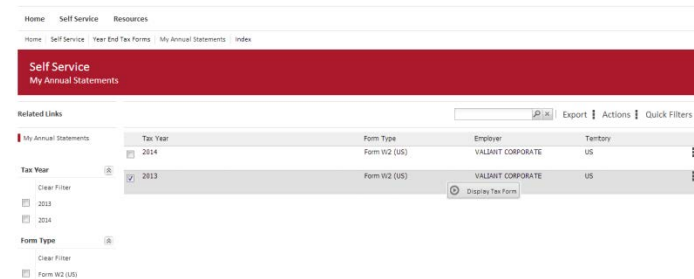 Home Self Service Resources
Home Self Service Year End Tax Forms My Annual Statements Index
Self Service
My Annual Statements
Related Links
Export Actions Quick Filters
My Annual Statements
Tax Year Form Type Employer Territory
2014 Form W2 (US) VALIANT CORPORATE US
2013 Form W2 (US) VALIANT CORPORATE US
Display Tax Form
Tax Year
Clear Filter
2013
2014
Form Type
Clear Filter
Form W2 (US)